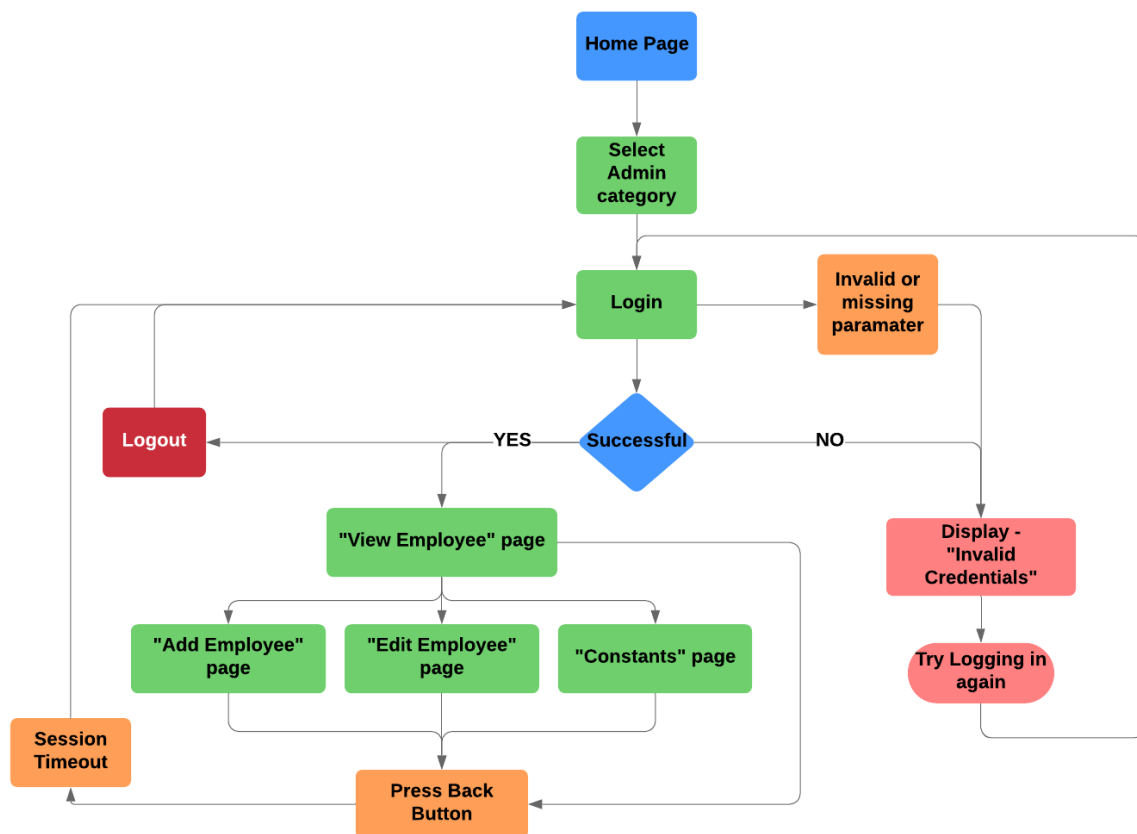 Home Page
Select
Admin
category
Login
Invalid or
missing
paramater
Logout
YES
Successful
NO
"View Employee" page
Display -
"Invalid
Credentials"
"Add Employee"
page
"Edit Employee"
page
"Constants" page
Try Logging in
again
Session
Timeout
Press Back
Button